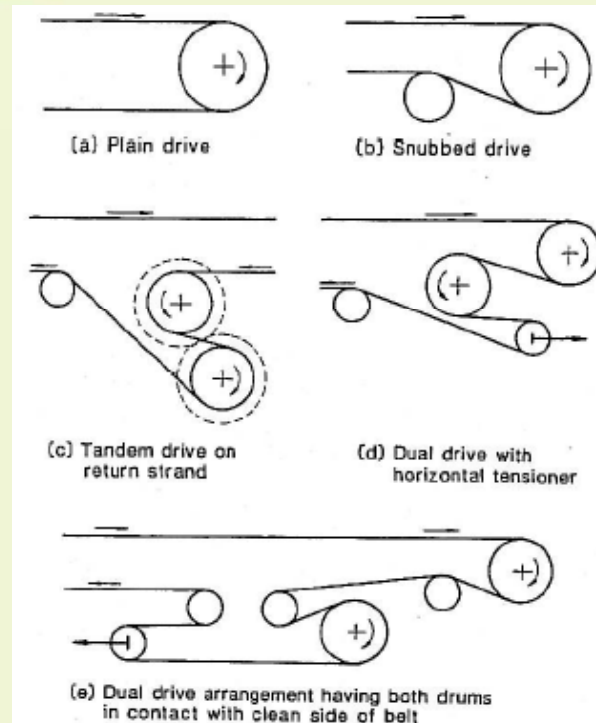 (a) Plain drive
(b) Snubbed drive
(c) Tandem drive on
return strand
(d) Dual drive with
horizontal tensioner
(e) Dual drive arrangement having both drums
in contact with clean side of belt